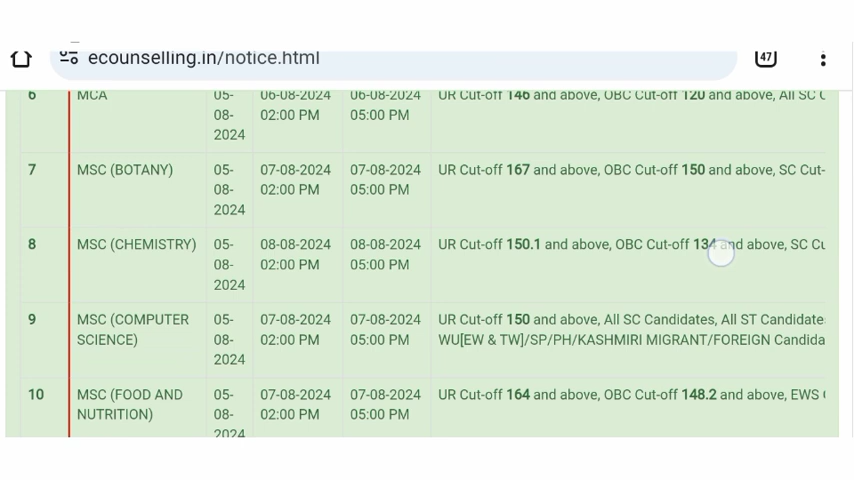 ecounselling.in/notice.html
47
6 MCA 05- 06-08-2024 06-08-2024 UR Cut-off 146 and above, OBC Cut-off 120 and above, All SC
08- 02:00 PM 05:00 PM
2024
7 MSC (BOTANY) 05- 07-08-2024 07-08-2024 UR Cut-off 167 and above, OBC Cut-off 150 and above, SC Cut-
08- 02:00 PM 05:00 PM
2024
8 MSC (CHEMISTRY) 05- 08-08-2024 08-08-2024 UR Cut-off 150.1 and above, OBC Cut-off 134 and above, SC Cu
08- 02:00 PM 05:00 PM
2024
9 MSC (COMPUTER 05- 07-08-2024 07-08-2024 UR Cut-off 150 and above, All SC Candidates, All ST Candidate
SCIENCE) 08- 02:00 PM 05:00 PM WU[EW & TW]/SP/PH/KASHMIRI MIGRANT/FOREIGN Candida
2024
10 MSC (FOOD AND 05- 07-08-2024 07-08-2024 UR Cut-off 164 and above, OBC Cut-off 148.2 and above, EWS
NUTRITION) 08- 02:00 PM 05:00 PM
2024